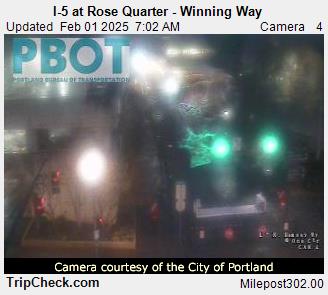 I-5 at Rose Quarter - Winning Way
Updated Feb 01 2025 7:02 AM Camera 4
PBOT
PORTLAND BUREAU OF TRANSPORTATION
Camera courtesy of the City of Portland
TripCheck.com Milepost302.00